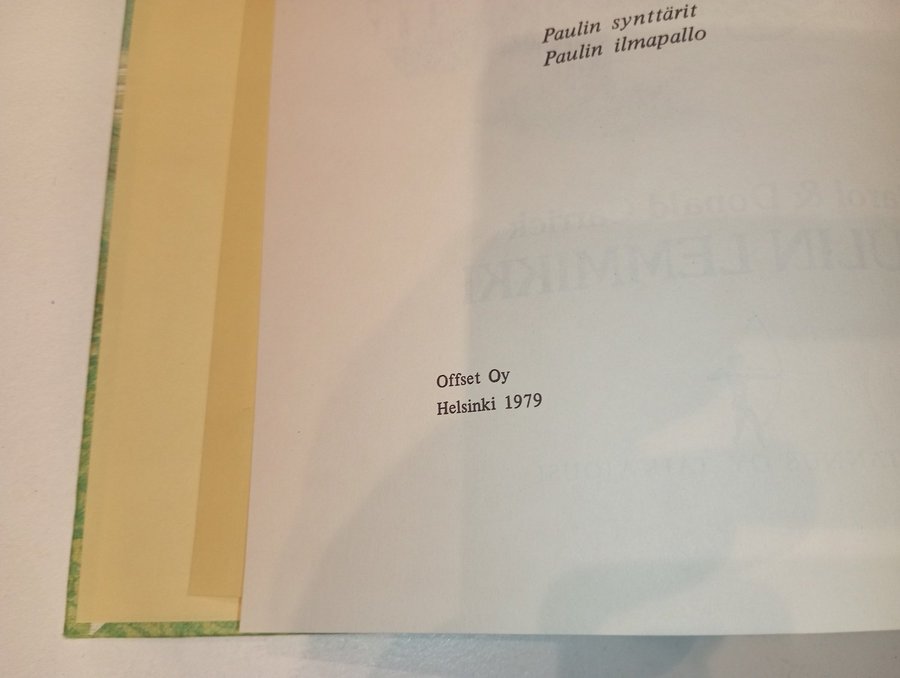 Paulin synttärit
Paulin ilmapallo
Offset Oy
Helsinki 1979